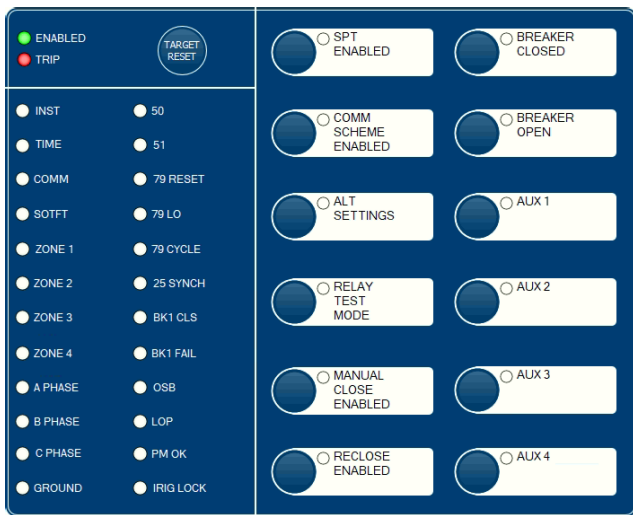 ENABLED
TRIP
TARGET
RESET
INST
50
TIME
51
COMM
79 RESET
SOTFT
79 LO
ZONE 1
79 CYCLE
ZONE 2
25 SYNCH
ZONE 3
BK1 CLS
ZONE 4
BK1 FAIL
A PHASE
OSB
B PHASE
LOP
C PHASE
PM OK
GROUND
IRIG LOCK
SPT
ENABLED
BREAKER
CLOSED
COMM
SCHEME
ENABLED
BREAKER
OPEN
ALT
SETTINGS
AUX 1
RELAY
TEST
MODE
AUX 2
MANUAL
CLOSE
ENABLED
AUX 3
RECLOSE
ENABLED
AUX 4